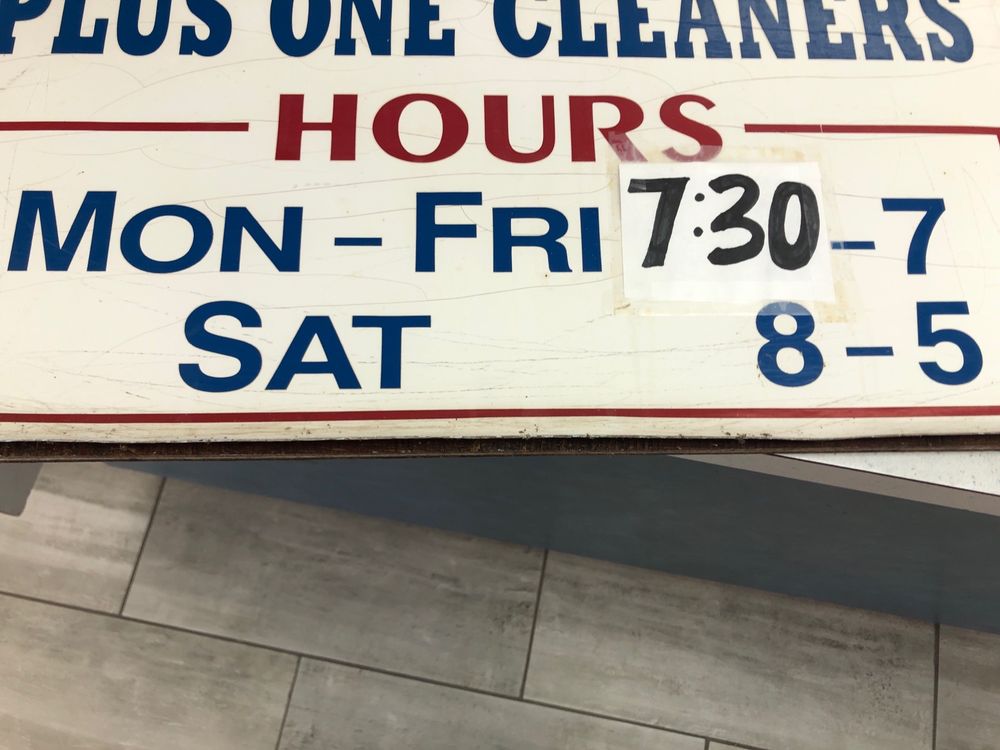 PLUS ONE CLEANERS
HOURS
MON - FRI 7:30 - 7
SAT 8 - 5